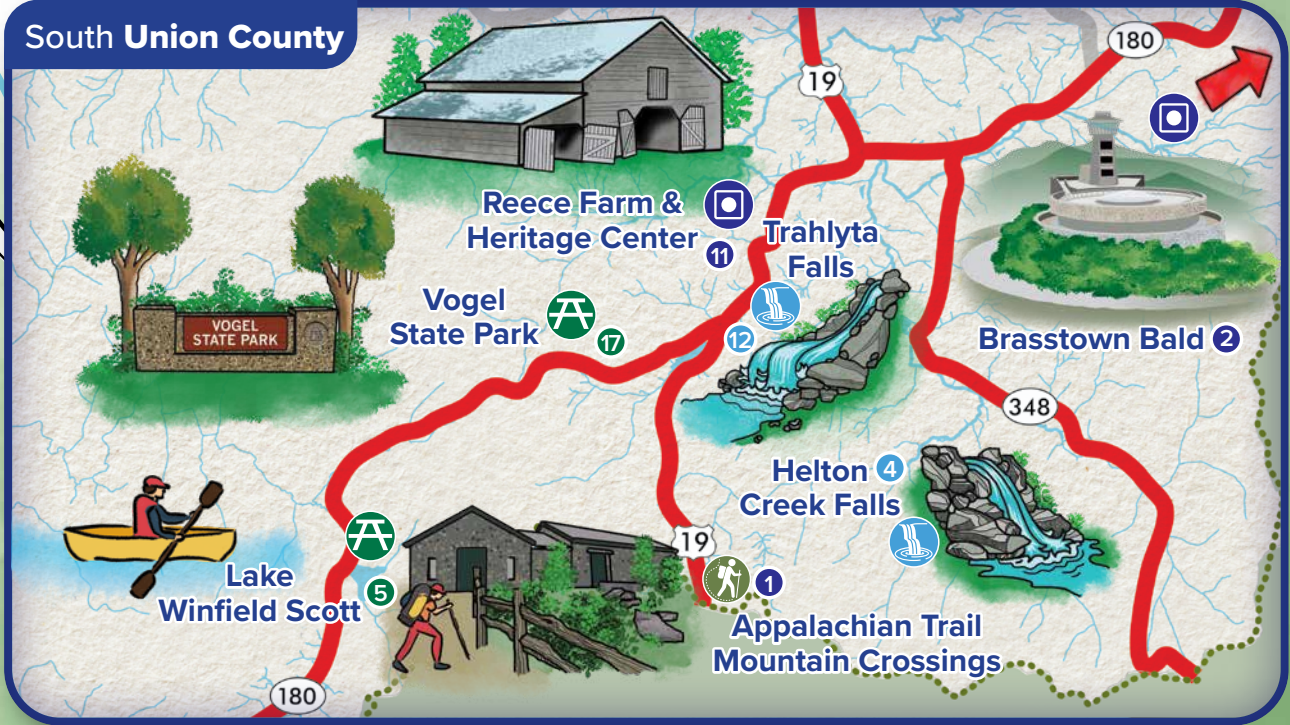 South Union County
180
19
Reece Farm &
Heritage Center
11
Trahlyta
Falls
12
Vogel
State Park
17
VOGEL
STATE PARK
Brasstown Bald 2
348
Helton 4
Creek Falls
Lake
Winfield Scott 5
19
1
Appalachian Trail
Mountain Crossings
180